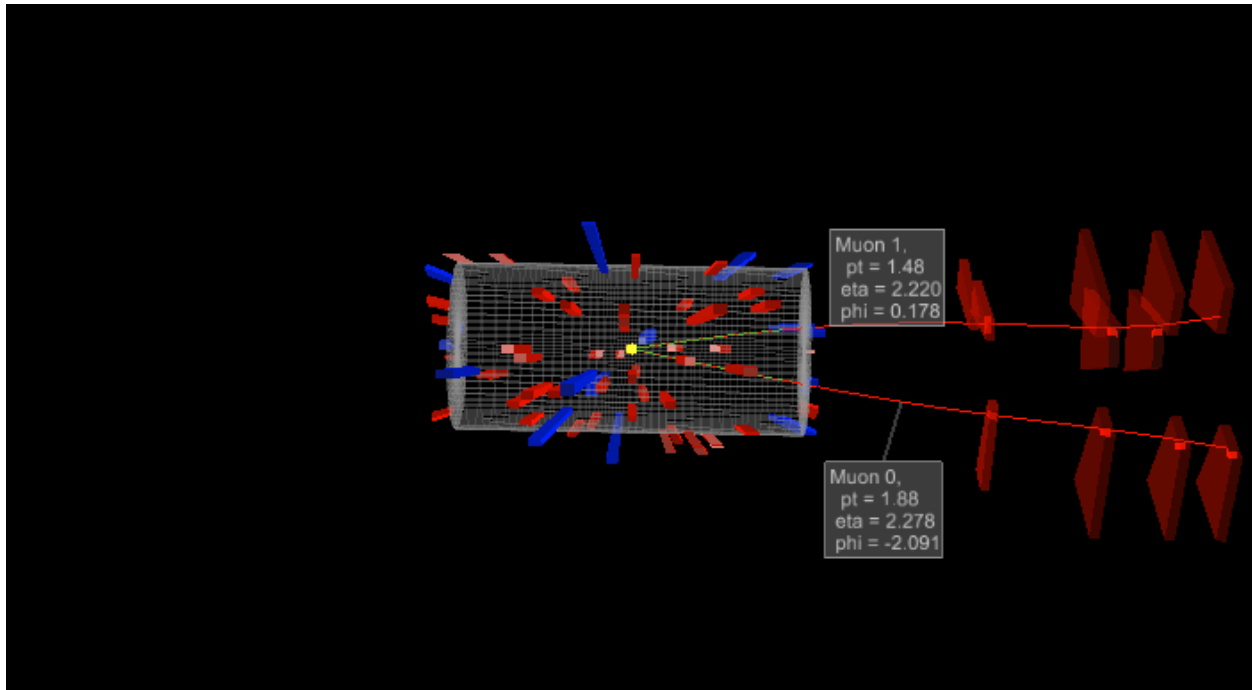 Muon 1,
pt = 1.48
eta = 2.220
phi = 0.178
Muon 0,
pt = 1.88
eta = 2.278
phi = -2.091